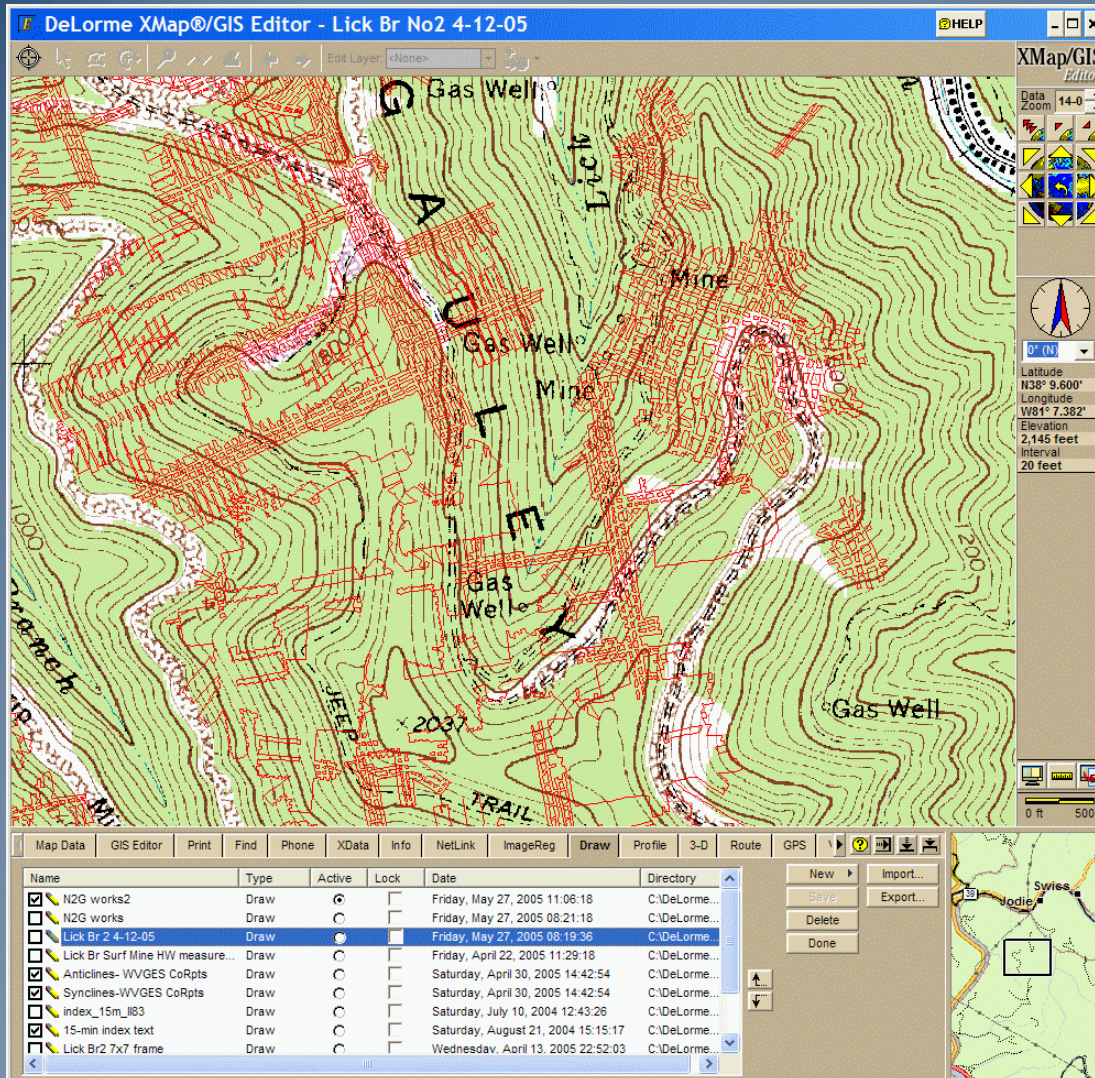 DeLorme XMap®/GIS Editor - Lick Br No2 4-12-05
HELP
Edit Layer: <None>
XMap/GIS
Editor
Data Zoom 14-0
0° (N)
Latitude
N38° 9.600'
Longitude
W81° 7.382'
Elevation
2,145 feet
Interval
20 feet
0 ft 500
Gas Well
Lick
G
A
U
L
E
Y
Mine
Gas Well
1800
Mine
1000
Gas
Well
1200
Branch
Gas Well
JEEP
2037
TRAIL
Map Data GIS Editor Print Find Phone XData Info NetLink ImageReg Draw Profile 3-D Route GPS
Name Type Active Lock Date Directory
N2G works2 Draw Friday, May 27, 2005 11:06:18 C:\DeLorme...
N2G works Draw Friday, May 27, 2005 08:21:18 C:\DeLorme...
Lick Br 2 4-12-05 Draw Friday, May 27, 2005 08:19:36 C:\DeLorme...
Lick Br Surf Mine HW measure... Draw Friday, April 22, 2005 11:29:18 C:\DeLorme...
Anticlines- WVGES CoRpts Draw Saturday, April 30, 2005 14:42:54 C:\DeLorme...
Synclines-WVGES CoRpts Draw Saturday, April 30, 2005 14:42:54 C:\DeLorme...
index_15m_ll83 Draw Saturday, July 10, 2004 12:43:26 C:\DeLorme...
15-min index text Draw Saturday, August 21, 2004 15:15:17 C:\DeLorme...
Lick Br2 7x7 frame Draw Wednesday, April 13, 2005 22:52:03 C:\DeLorme...
New Import...
Save Export...
Delete
Done
Swiss
39
Jodie